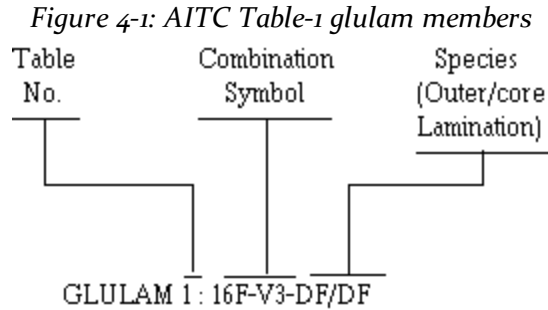 Figure 4-1: AITC Table-1 glulam members
Table Combination Species
No. Symbol (Outer/core
Lamination)
GLULAM 1 : 16F-V3-DF/DF